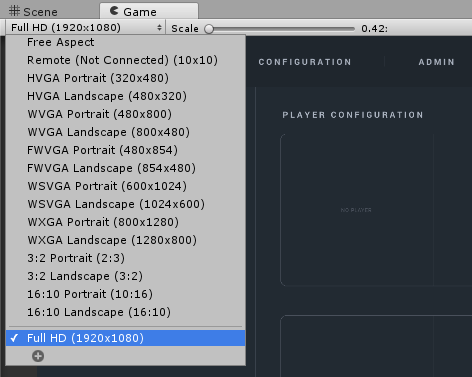 Scene
Game
Full HD (1920x1080)
Scale
0.42:
Free Aspect
Remote (Not Connected) (10x10)
HVGA Portrait (320x480)
HVGA Landscape (480x320)
WVGA Portrait (480x800)
WVGA Landscape (800x480)
FWVGA Portrait (480x854)
FWVGA Landscape (854x480)
WSVGA Portrait (600x1024)
WSVGA Landscape (1024x600)
WXGA Portrait (800x1280)
WXGA Landscape (1280x800)
3:2 Portrait (2:3)
3:2 Landscape (3:2)
16:10 Portrait (10:16)
16:10 Landscape (16:10)
Full HD (1920x1080)
CONFIGURATION
ADMIN
PLAYER CONFIGURATION
NO PLAYER